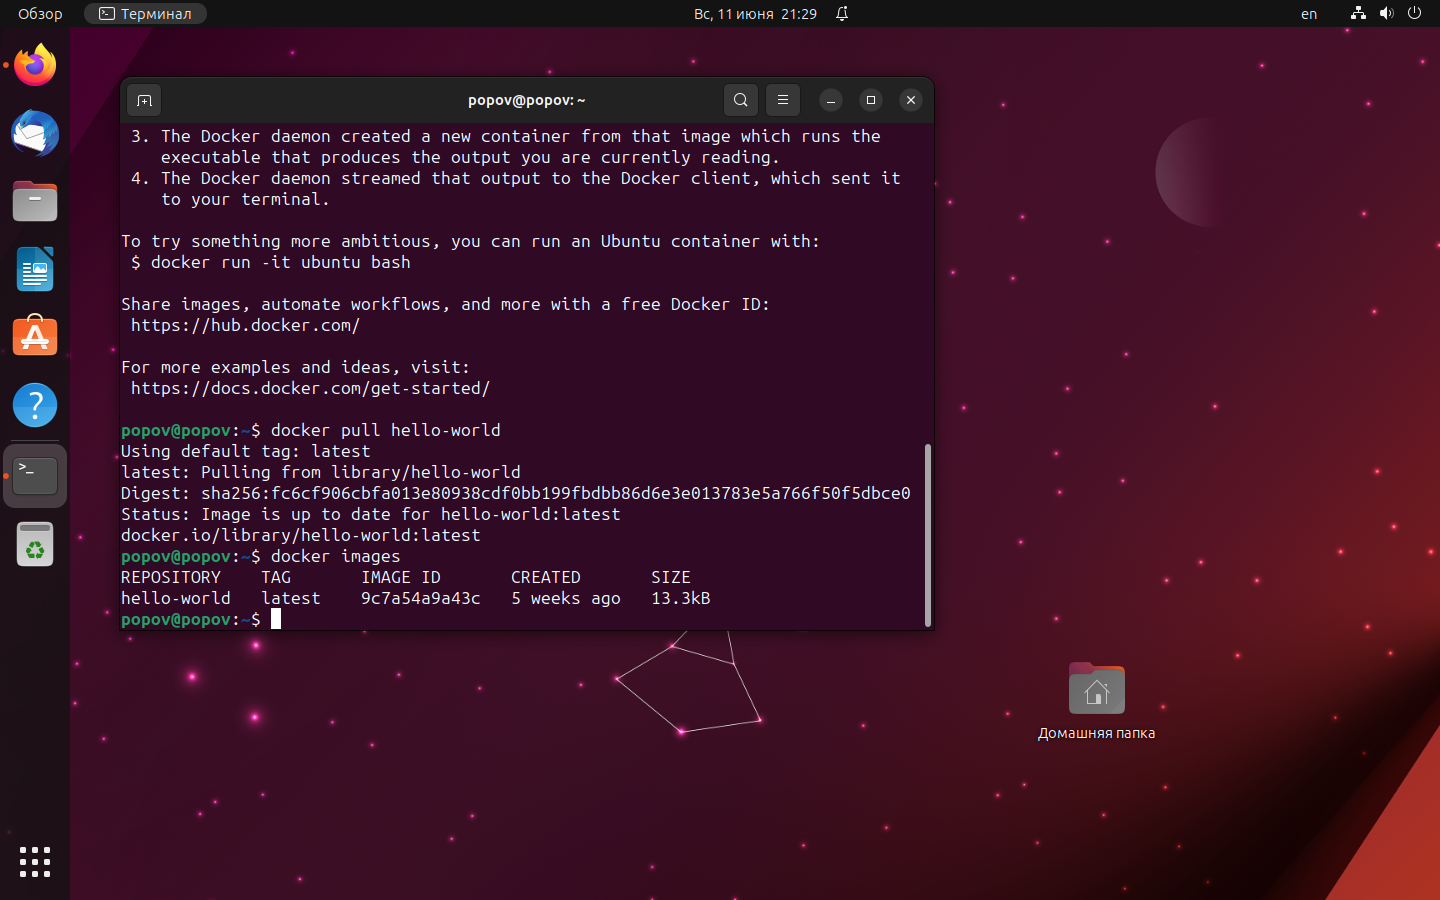 Обзор
Терминал
Вс, 11 июня 21:29
en
popov@popov: ~
3. The Docker daemon created a new container from that image which runs the
executable that produces the output you are currently reading.
4. The Docker daemon streamed that output to the Docker client, which sent it
to your terminal.
To try something more ambitious, you can run an Ubuntu container with:
$ docker run -it ubuntu bash
Share images, automate workflows, and more with a free Docker ID:
https://hub.docker.com/
For more examples and ideas, visit:
https://docs.docker.com/get-started/
popov@popov:~$ docker pull hello-world
Using default tag: latest
latest: Pulling from library/hello-world
Digest: sha256:fc6cf906cbfa013e80938cdf0bb199fbdbb86d6e3e013783e5a766f50f5dbce0
Status: Image is up to date for hello-world:latest
docker.io/library/hello-world:latest
popov@popov:~$ docker images
REPOSITORY TAG IMAGE ID CREATED SIZE
hello-world latest 9c7a54a9a43c 5 weeks ago 13.3kB
popov@popov:~$
Домашняя папка